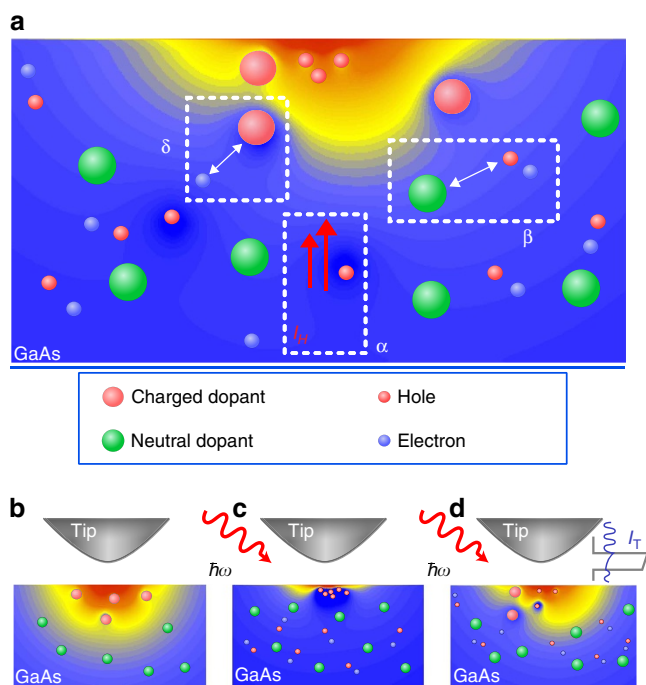 a
δ
β
I_H
α
GaAs
Charged dopant
Hole
Neutral dopant
Electron
b
c
d
Tip
Tip
Tip
I_T
ħω
ħω
GaAs
GaAs
GaAs